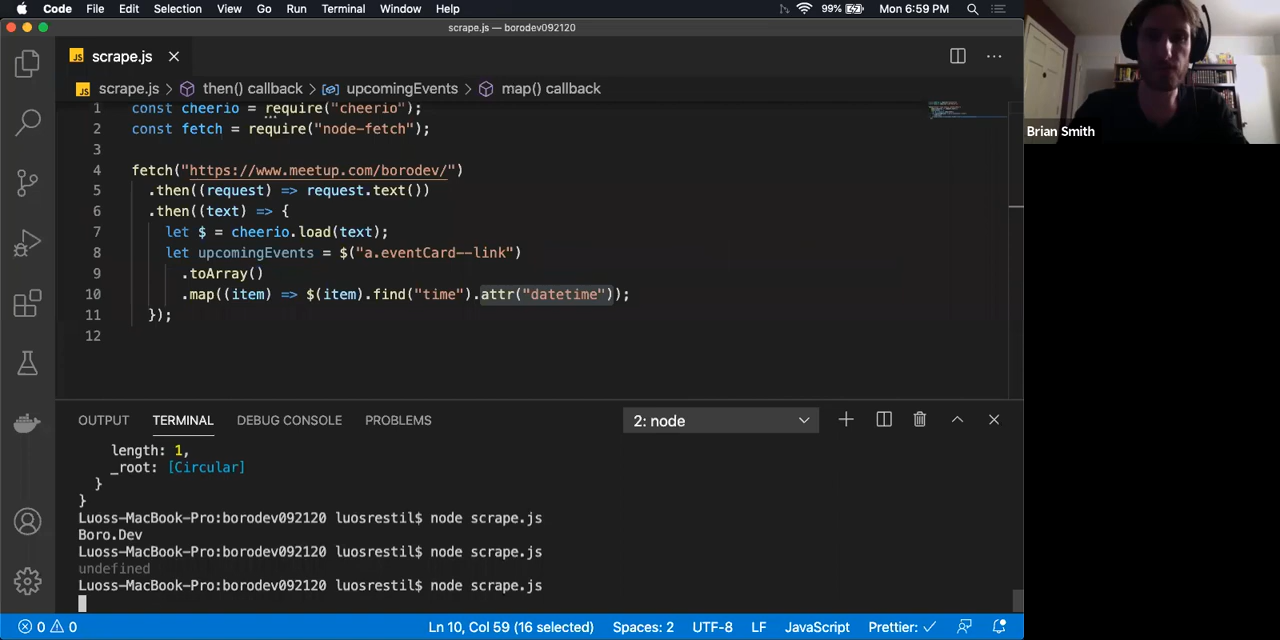 Code File Edit Selection View Go Run Terminal Window Help 99% Mon 6:59 PM
scrape.js — borodev092120
JS scrape.js
JS scrape.js then() callback upcomingEvents map() callback
1 const cheerio = require("cheerio");
2 const fetch = require("node-fetch");
3
4 fetch("https://www.meetup.com/borodev/")
5 .then((request) => request.text())
6 .then((text) => {
7 let $ = cheerio.load(text);
8 let upcomingEvents = $("a.eventCard--link")
9 .toArray()
10 .map((item) => $(item).find("time").attr("datetime"));
11 });
12
OUTPUT TERMINAL DEBUG CONSOLE PROBLEMS 2: node
length: 1,
_root: [Circular]
}
}
Luoss-MacBook-Pro:borodev092120 luosrestil$ node scrape.js
Boro.Dev
Luoss-MacBook-Pro:borodev092120 luosrestil$ node scrape.js
undefined
Luoss-MacBook-Pro:borodev092120 luosrestil$ node scrape.js
0 0 Ln 10, Col 59 (16 selected) Spaces: 2 UTF-8 LF JavaScript Prettier: ✓
Brian Smith